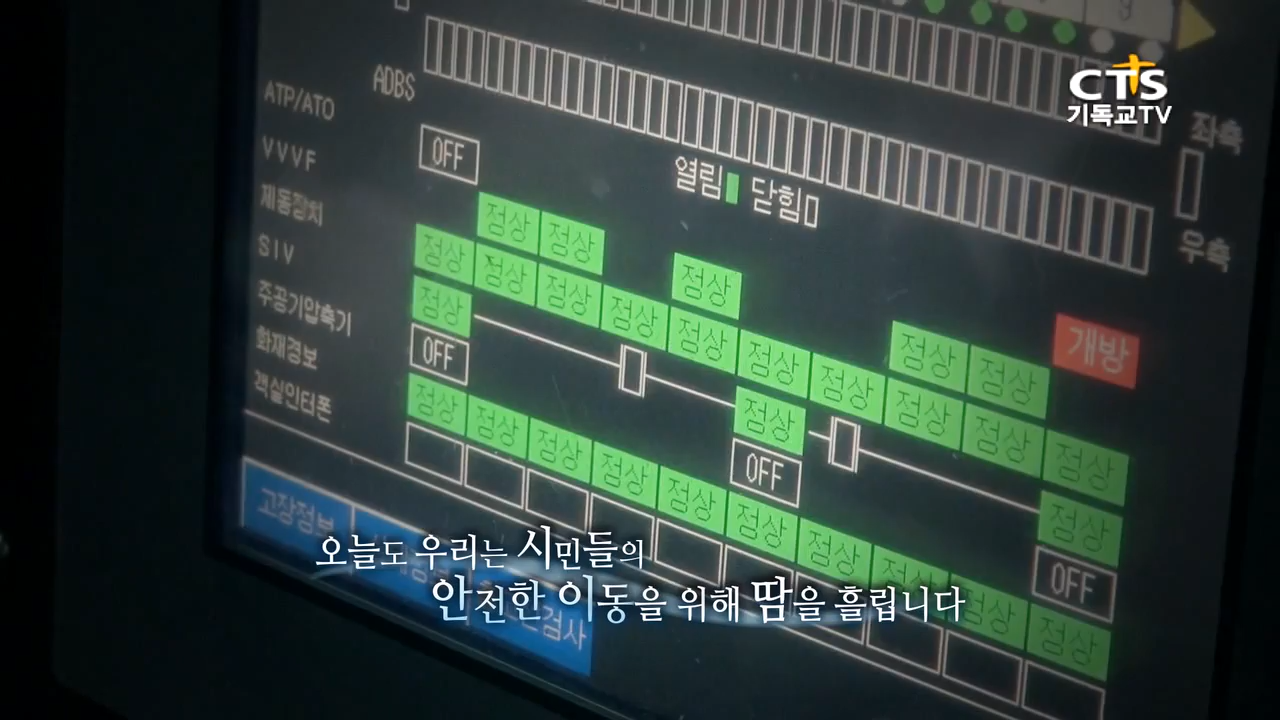 CTS
기독교TV
좌측
우측
ADBS
열림 닫힘
ATP/ATO
OFF
개방
VVVF
정상 정상 정상 정상 정상
제동장치
정상 정상 정상 정상 정상 정상 정상 정상 정상 정상
SIV
정상 정상 정상
주공기압축기
OFF OFF OFF
화재경보
정상 정상 정상 정상 정상 정상 정상 정상 정상 정상
객실인터폰
고장정보
검사
오늘도 우리는 시민들의
안전한 이동을 위해 땀을 흘립니다